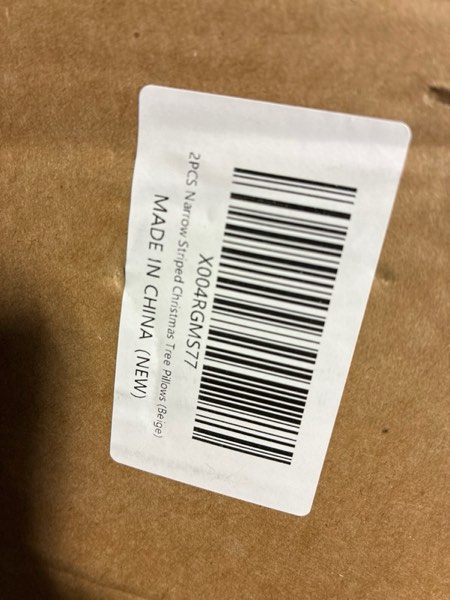 X004RGMS77
2PCS Narrow Striped Christmas Tree Pillows (Beige)
MADE IN CHINA (NEW)